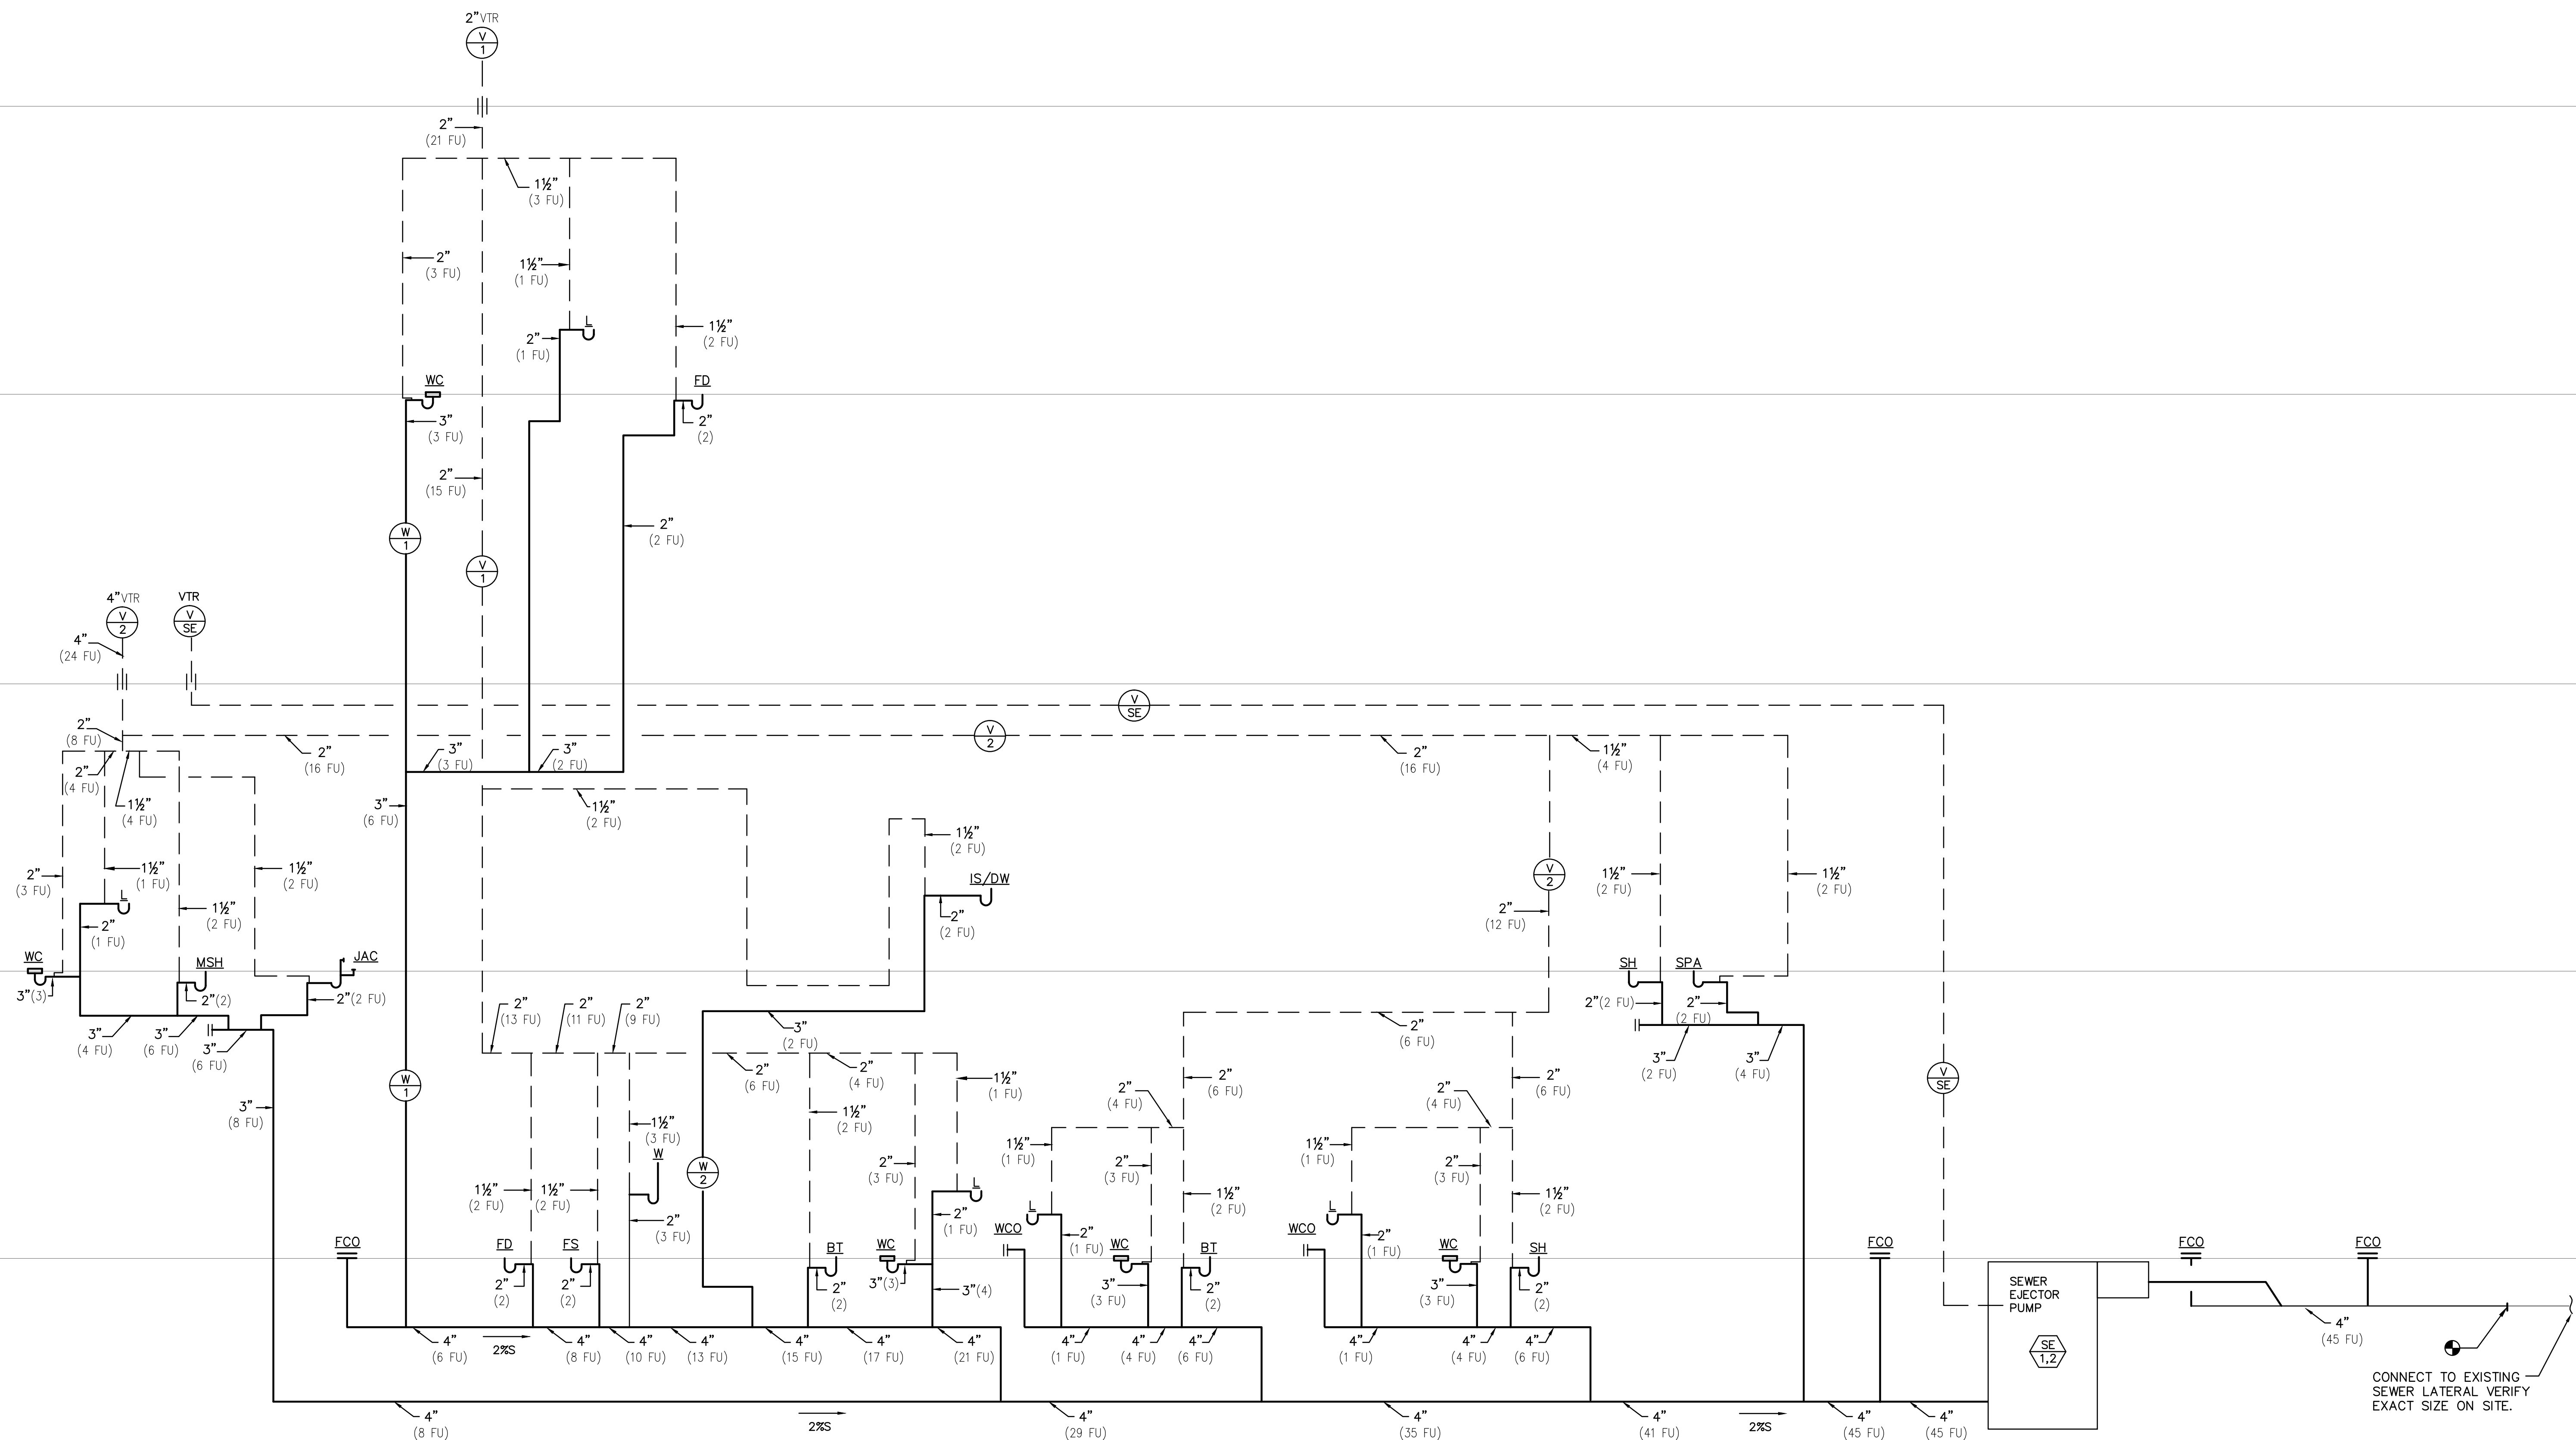 2" VTR
V
1
2"
(21 FU)
1½"
(3 FU)
2"
(3 FU)
1½"
(1 FU)
L
2"
(1 FU)
1½"
(2 FU)
WC
3"
(3 FU)
FD
2"
(2)
2"
(15 FU)
W
1
2"
(2 FU)
V
1
4" VTR
V
2
VTR
V
SE
4"
(24 FU)
V
SE
2"
(8 FU)
2"
(16 FU)
V
2
2"
(16 FU)
1½"
(4 FU)
3"
(3 FU)
3"
(2 FU)
2"
(4 FU)
1½"
(4 FU)
3"
(6 FU)
1½"
(2 FU)
1½"
(2 FU)
2"
(3 FU)
1½"
(1 FU)
1½"
(2 FU)
1½"
(2 FU)
L
2"
(1 FU)
IS/DW
2"
(2 FU)
V
2
2"
(12 FU)
1½"
(2 FU)
1½"
(2 FU)
WC
3"(3)
MSH
2"(2)
JAC
2"(2 FU)
3"
(4 FU)
3"
(6 FU)
3"
(6 FU)
3"
(8 FU)
SH
2"(2 FU)
SPA
2"
(2 FU)
3"
(2 FU)
3"
(4 FU)
2"
(13 FU)
2"
(11 FU)
2"
(9 FU)
3"
(2 FU)
2"
(6 FU)
2"
(4 FU)
1½"
(1 FU)
2"
(6 FU)
W
1
V
SE
1½"
(3 FU)
W
1½"
(2 FU)
2"
(3 FU)
2"
(4 FU)
2"
(6 FU)
2"
(4 FU)
2"
(6 FU)
1½"
(1 FU)
2"
(3 FU)
1½"
(1 FU)
2"
(3 FU)
W
2
1½"
(2 FU)
1½"
(2 FU)
2"
(3 FU)
L
2"
(1 FU)
1½"
(2 FU)
1½"
(2 FU)
FCO
FD
2"
(2)
FS
2"
(2)
BT
2"
(2)
WC
3"(3)
3"(4)
WCO
L
2"
(1 FU)
WC
3"
(3 FU)
BT
2"
(2)
WCO
L
2"
(1 FU)
WC
3"
(3 FU)
SH
2"
(2)
FCO
FCO
FCO
SEWER
EJECTOR
PUMP
SE
1,2
4"
(45 FU)
4"
(6 FU)
2%S
4"
(8 FU)
4"
(10 FU)
4"
(13 FU)
4"
(15 FU)
4"
(17 FU)
4"
(21 FU)
4"
(1 FU)
4"
(4 FU)
4"
(6 FU)
4"
(1 FU)
4"
(4 FU)
4"
(6 FU)
CONNECT TO EXISTING
SEWER LATERAL VERIFY
EXACT SIZE ON SITE.
4"
(8 FU)
2%S
4"
(29 FU)
4"
(35 FU)
4"
(41 FU)
2%S
4"
(45 FU)
4"
(45 FU)